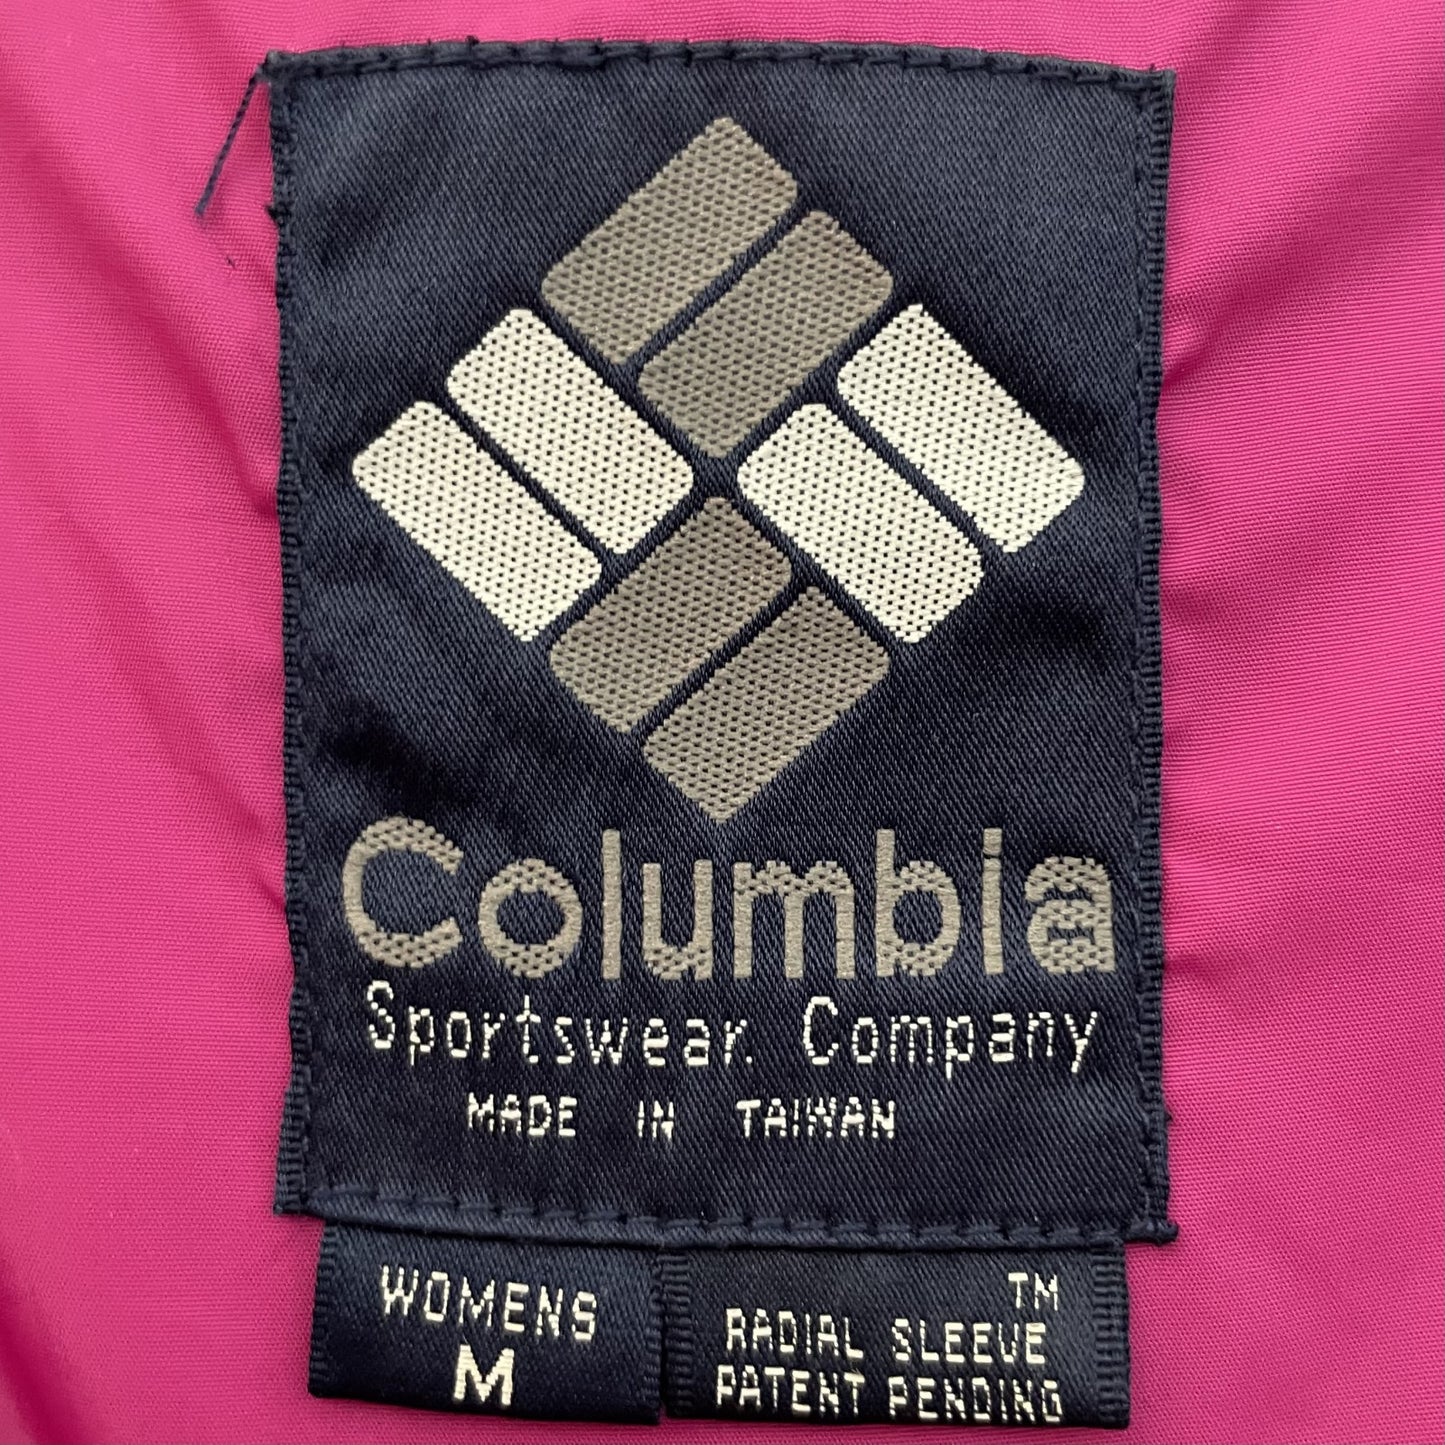 Columbia
Sportswear Company
MADE IN TAIWAN
WOMENS
M
TM
RADIAL SLEEVE
PATENT PENDING